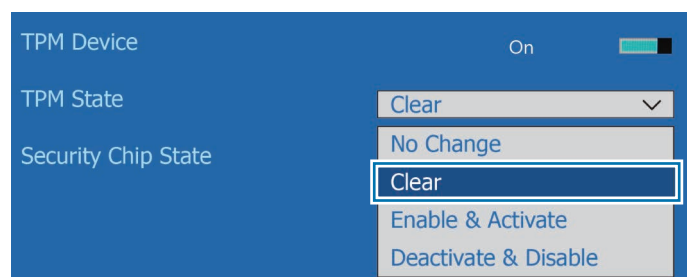 TPM Device On
TPM State Clear
No Change
Security Chip State
Clear
Enable & Activate
Deactivate & Disable